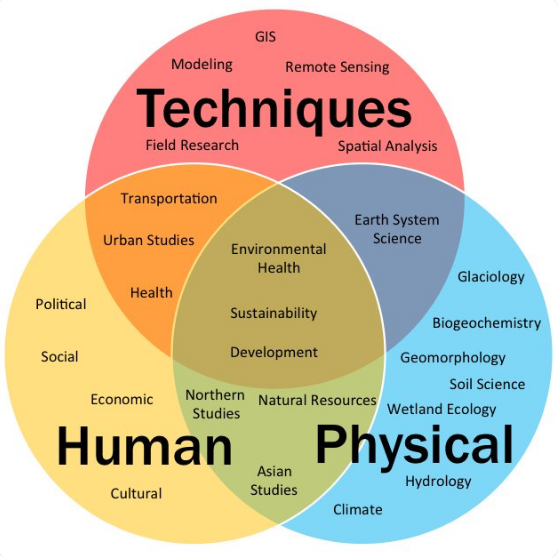 GIS
Modeling
Remote Sensing
Techniques
Field Research
Spatial Analysis
Transportation
Urban Studies
Health
Environmental
Health
Sustainability
Development
Earth System
Science
Political
Social
Economic
Human
Cultural
Northern
Studies
Natural Resources
Asian
Studies
Glaciology
Biogeochemistry
Geomorphology
Soil Science
Wetland Ecology
Physical
Hydrology
Climate